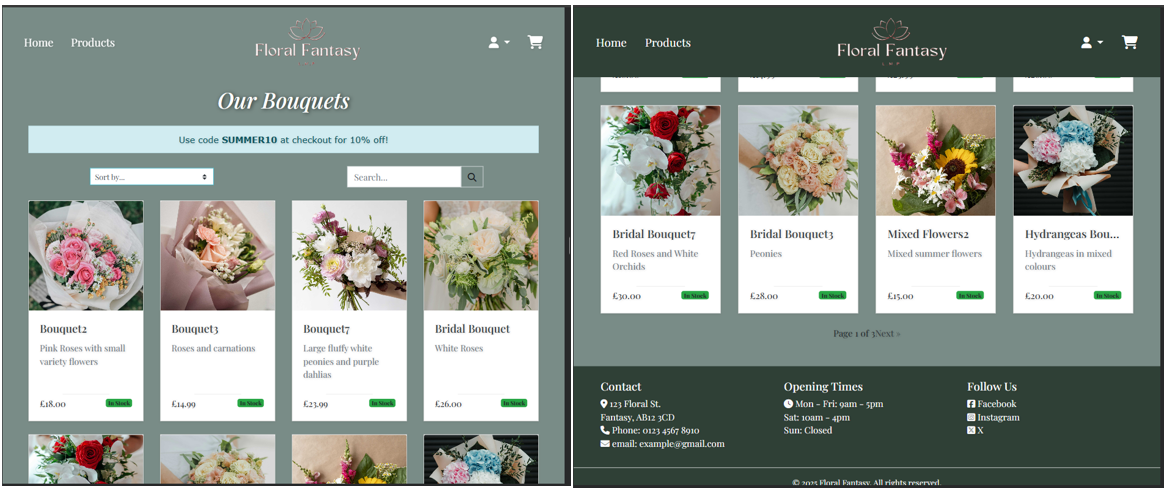 Home Products
Floral Fantasy
Our Bouquets
Use code SUMMER10 at checkout for 10% off!
Sort by...
Search...
Bouquet2
Pink Roses with small
variety flowers
£18.00 In Stock
Bouquet3
Roses and carnations
£14.99 In Stock
Bouquet7
Large fluffy white
peonies and purple
dahlias
£23.99 In Stock
Bridal Bouquet
White Roses
£26.00 In Stock
Home Products
Floral Fantasy
Bridal Bouquet7
Red Roses and White
Orchids
£30.00 In Stock
Bridal Bouquet3
Peonies
£28.00 In Stock
Mixed Flowers2
Mixed summer flowers
£15.00 In Stock
Hydrangeas Bou...
Hydrangeas in mixed
colours
£20.00 In Stock
Page 1 of 3Next »
Contact
123 Floral St.
Fantasy, AB12 3CD
Phone: 0123 4567 8910
email: example@gmail.com
Opening Times
Mon - Fri: 9am - 5pm
Sat: 10am - 4pm
Sun: Closed
Follow Us
Facebook
Instagram
X
© 2025 Floral Fantasy. All rights reserved.